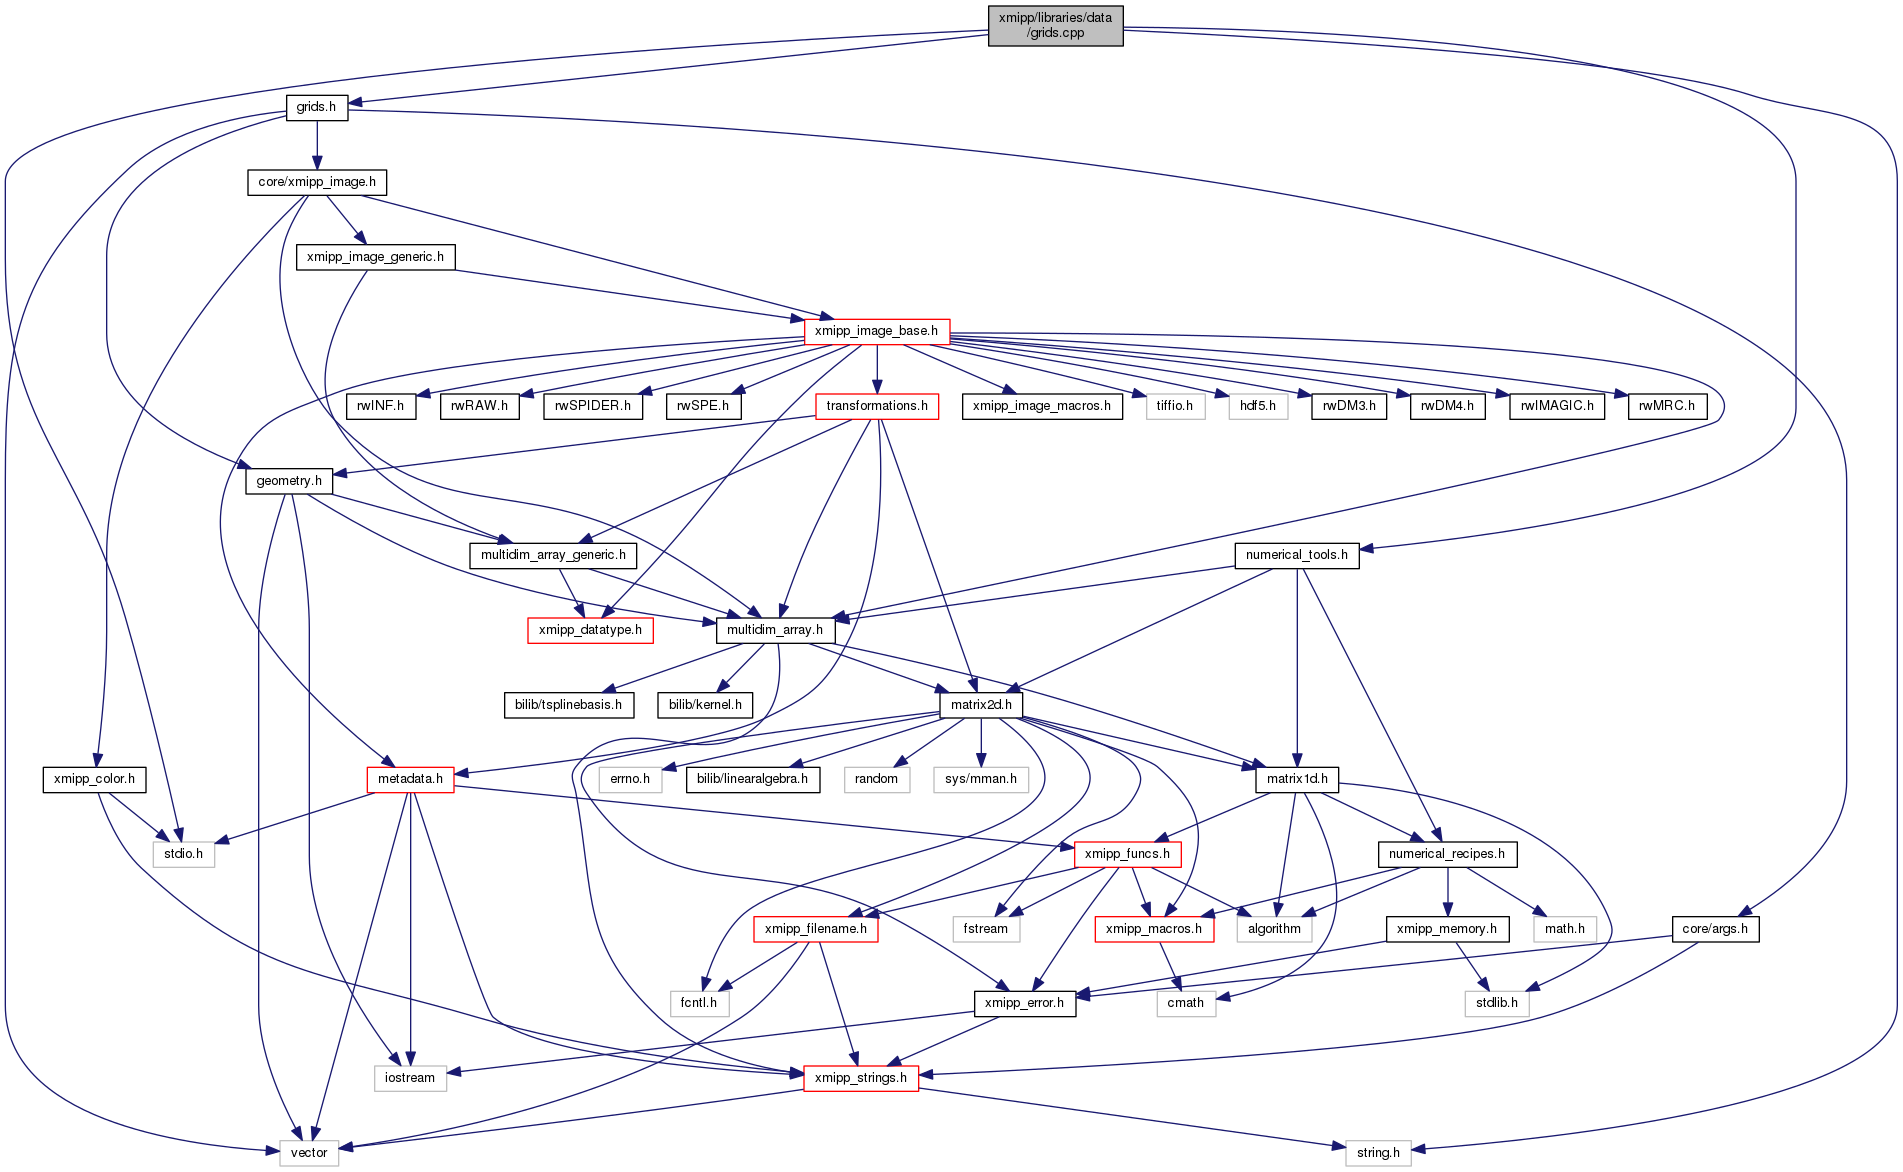 xmipp/libraries/data
/grids.cpp
grids.h
core/xmipp_image.h
xmipp_image_generic.h
xmipp_image_base.h
rwINF.h
rwRAW.h
rwSPIDER.h
rwSPE.h
transformations.h
xmipp_image_macros.h
tiffio.h
hdf5.h
rwDM3.h
rwDM4.h
rwIMAGIC.h
rwMRC.h
geometry.h
multidim_array_generic.h
numerical_tools.h
xmipp_datatype.h
multidim_array.h
bilib/tsplinebasis.h
bilib/kernel.h
matrix2d.h
xmipp_color.h
metadata.h
errno.h
bilib/linearalgebra.h
random
sys/mman.h
matrix1d.h
stdio.h
xmipp_funcs.h
numerical_recipes.h
xmipp_filename.h
fstream
xmipp_macros.h
algorithm
xmipp_memory.h
math.h
core/args.h
fcntl.h
xmipp_error.h
cmath
stdlib.h
iostream
xmipp_strings.h
vector
string.h